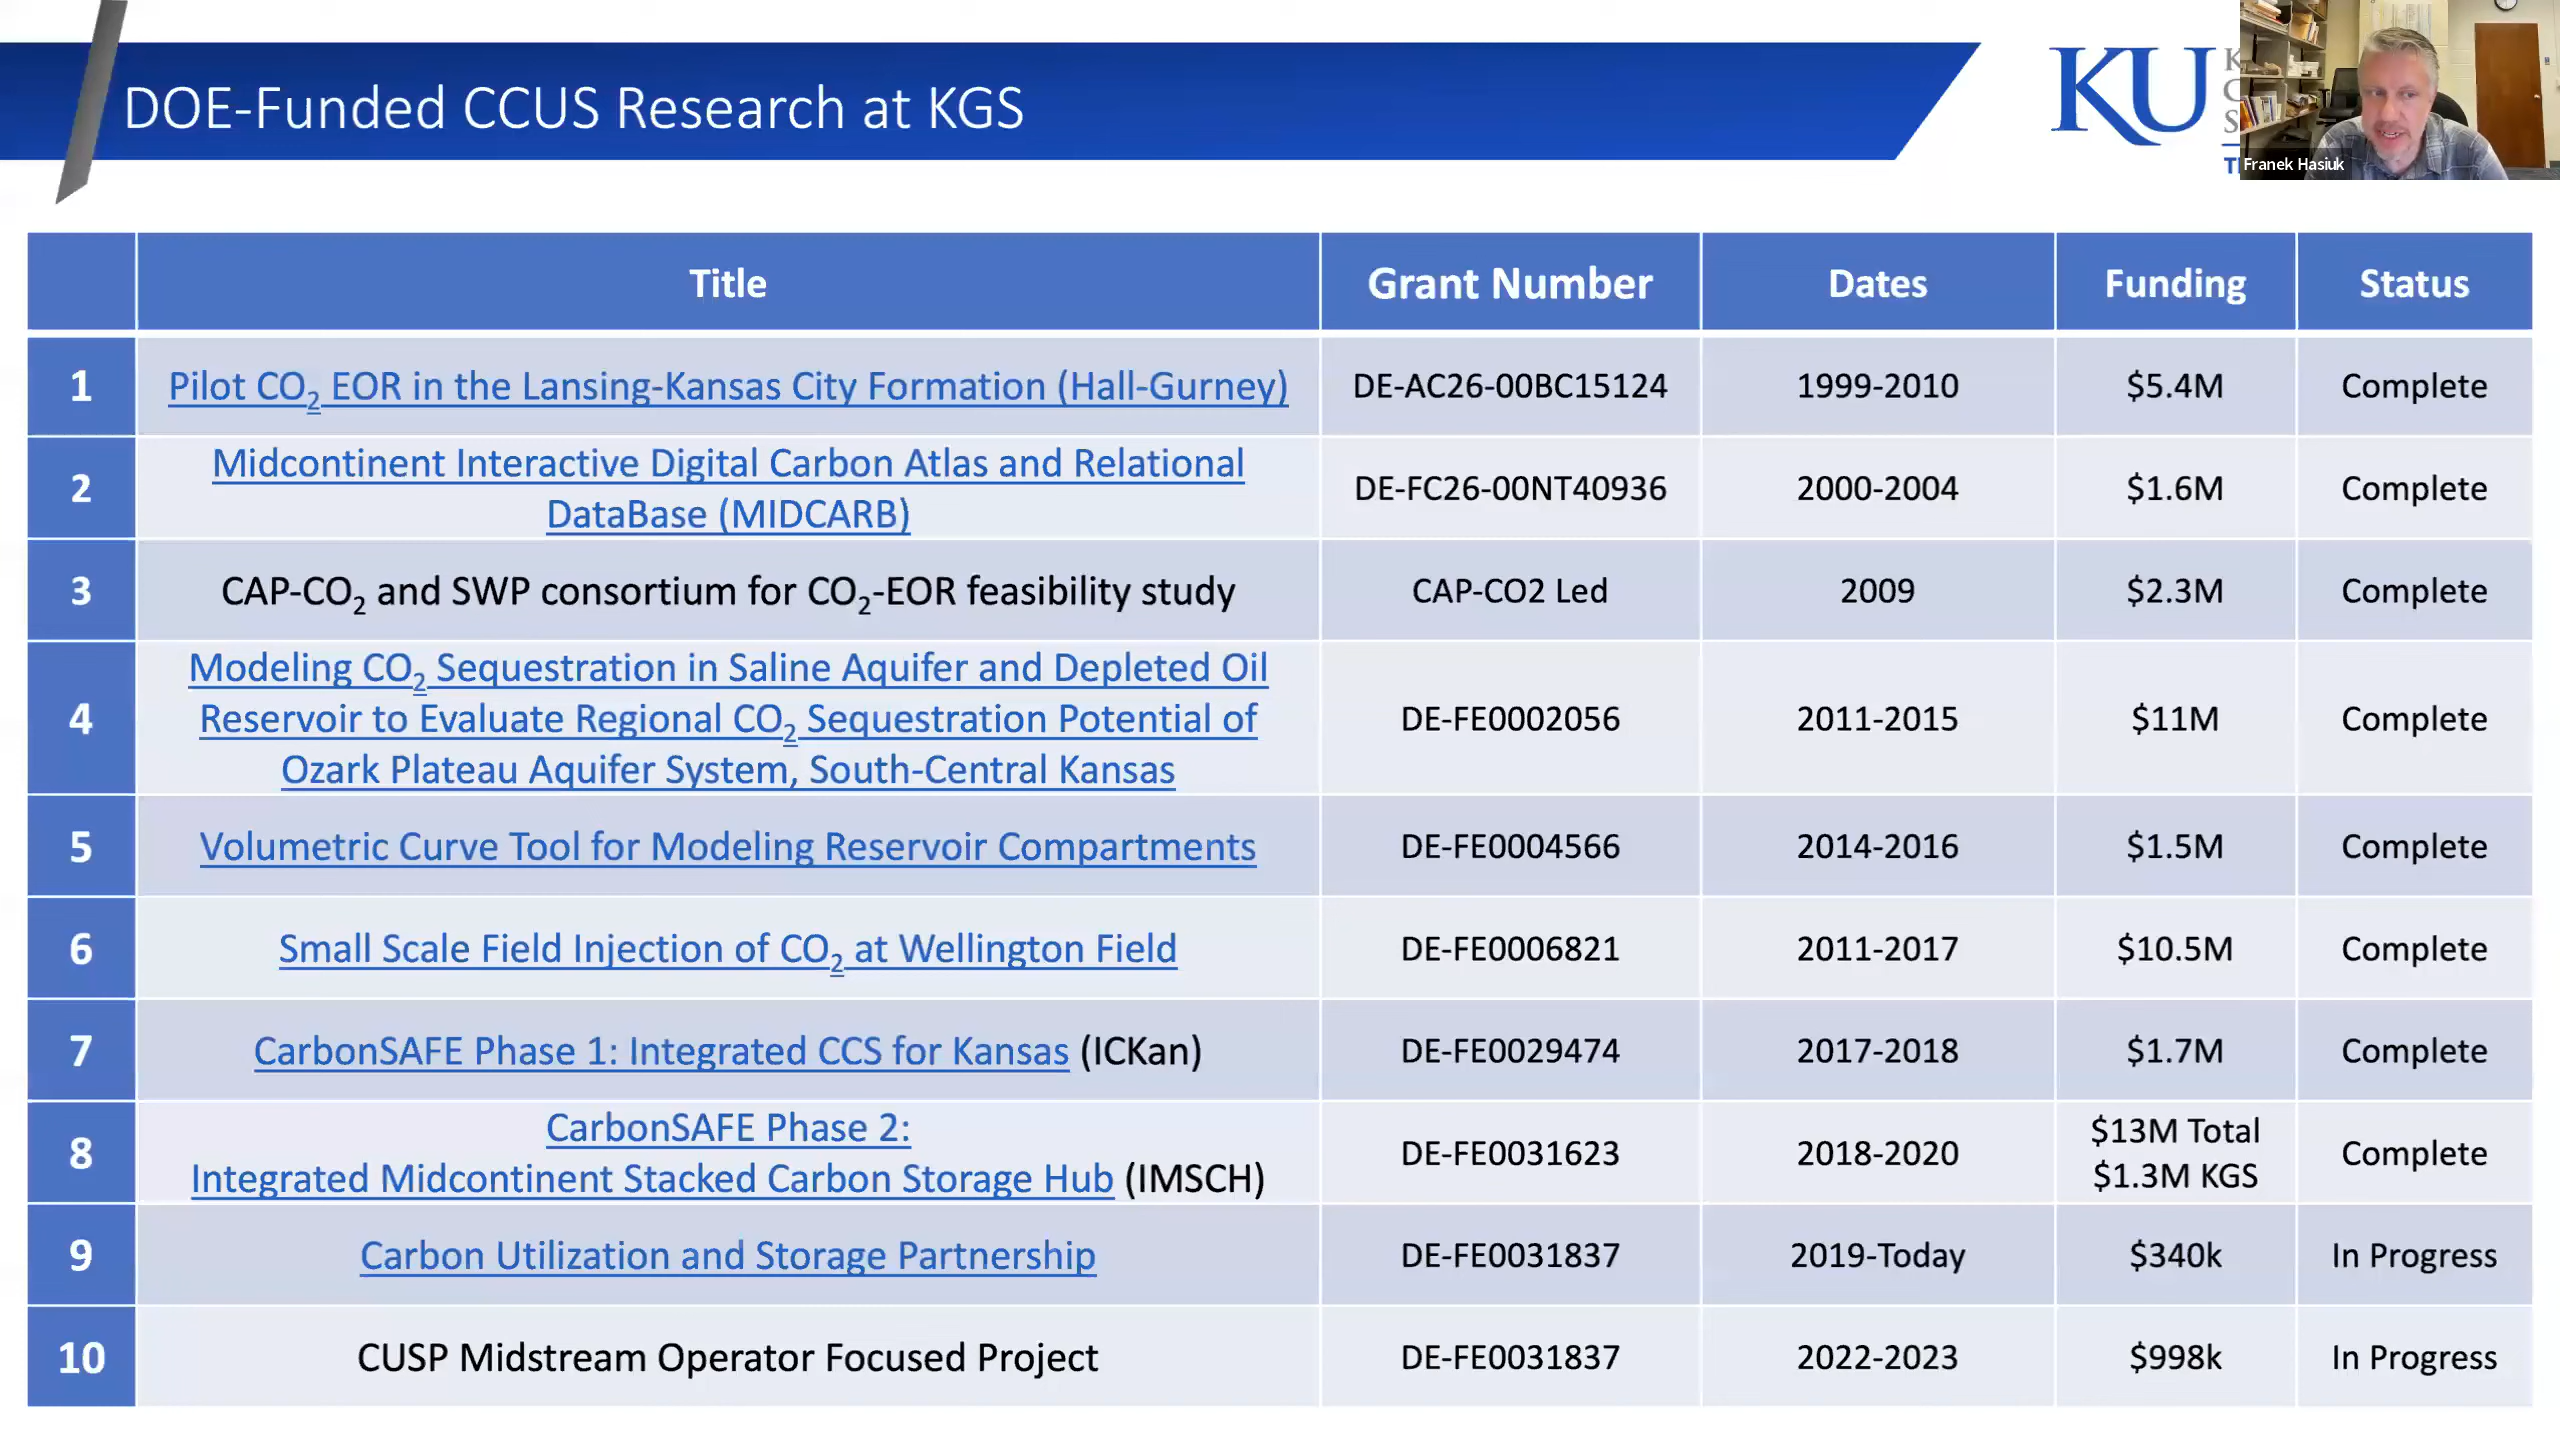 DOE-Funded CCUS Research at KGS
KU
Franek Hasiuk
Title Grant Number Dates Funding Status
1 Pilot CO₂ EOR in the Lansing-Kansas City Formation (Hall-Gurney) DE-AC26-00BC15124 1999-2010 $5.4M Complete
2 Midcontinent Interactive Digital Carbon Atlas and Relational
DataBase (MIDCARB) DE-FC26-00NT40936 2000-2004 $1.6M Complete
3 CAP-CO₂ and SWP consortium for CO₂-EOR feasibility study CAP-CO2 Led 2009 $2.3M Complete
4 Modeling CO₂ Sequestration in Saline Aquifer and Depleted Oil
Reservoir to Evaluate Regional CO₂ Sequestration Potential of
Ozark Plateau Aquifer System, South-Central Kansas DE-FE0002056 2011-2015 $11M Complete
5 Volumetric Curve Tool for Modeling Reservoir Compartments DE-FE0004566 2014-2016 $1.5M Complete
6 Small Scale Field Injection of CO₂ at Wellington Field DE-FE0006821 2011-2017 $10.5M Complete
7 CarbonSAFE Phase 1: Integrated CCS for Kansas (ICKan) DE-FE0029474 2017-2018 $1.7M Complete
8 CarbonSAFE Phase 2:
Integrated Midcontinent Stacked Carbon Storage Hub (IMSCH) DE-FE0031623 2018-2020 $13M Total
$1.3M KGS Complete
9 Carbon Utilization and Storage Partnership DE-FE0031837 2019-Today $340k In Progress
10 CUSP Midstream Operator Focused Project DE-FE0031837 2022-2023 $998k In Progress